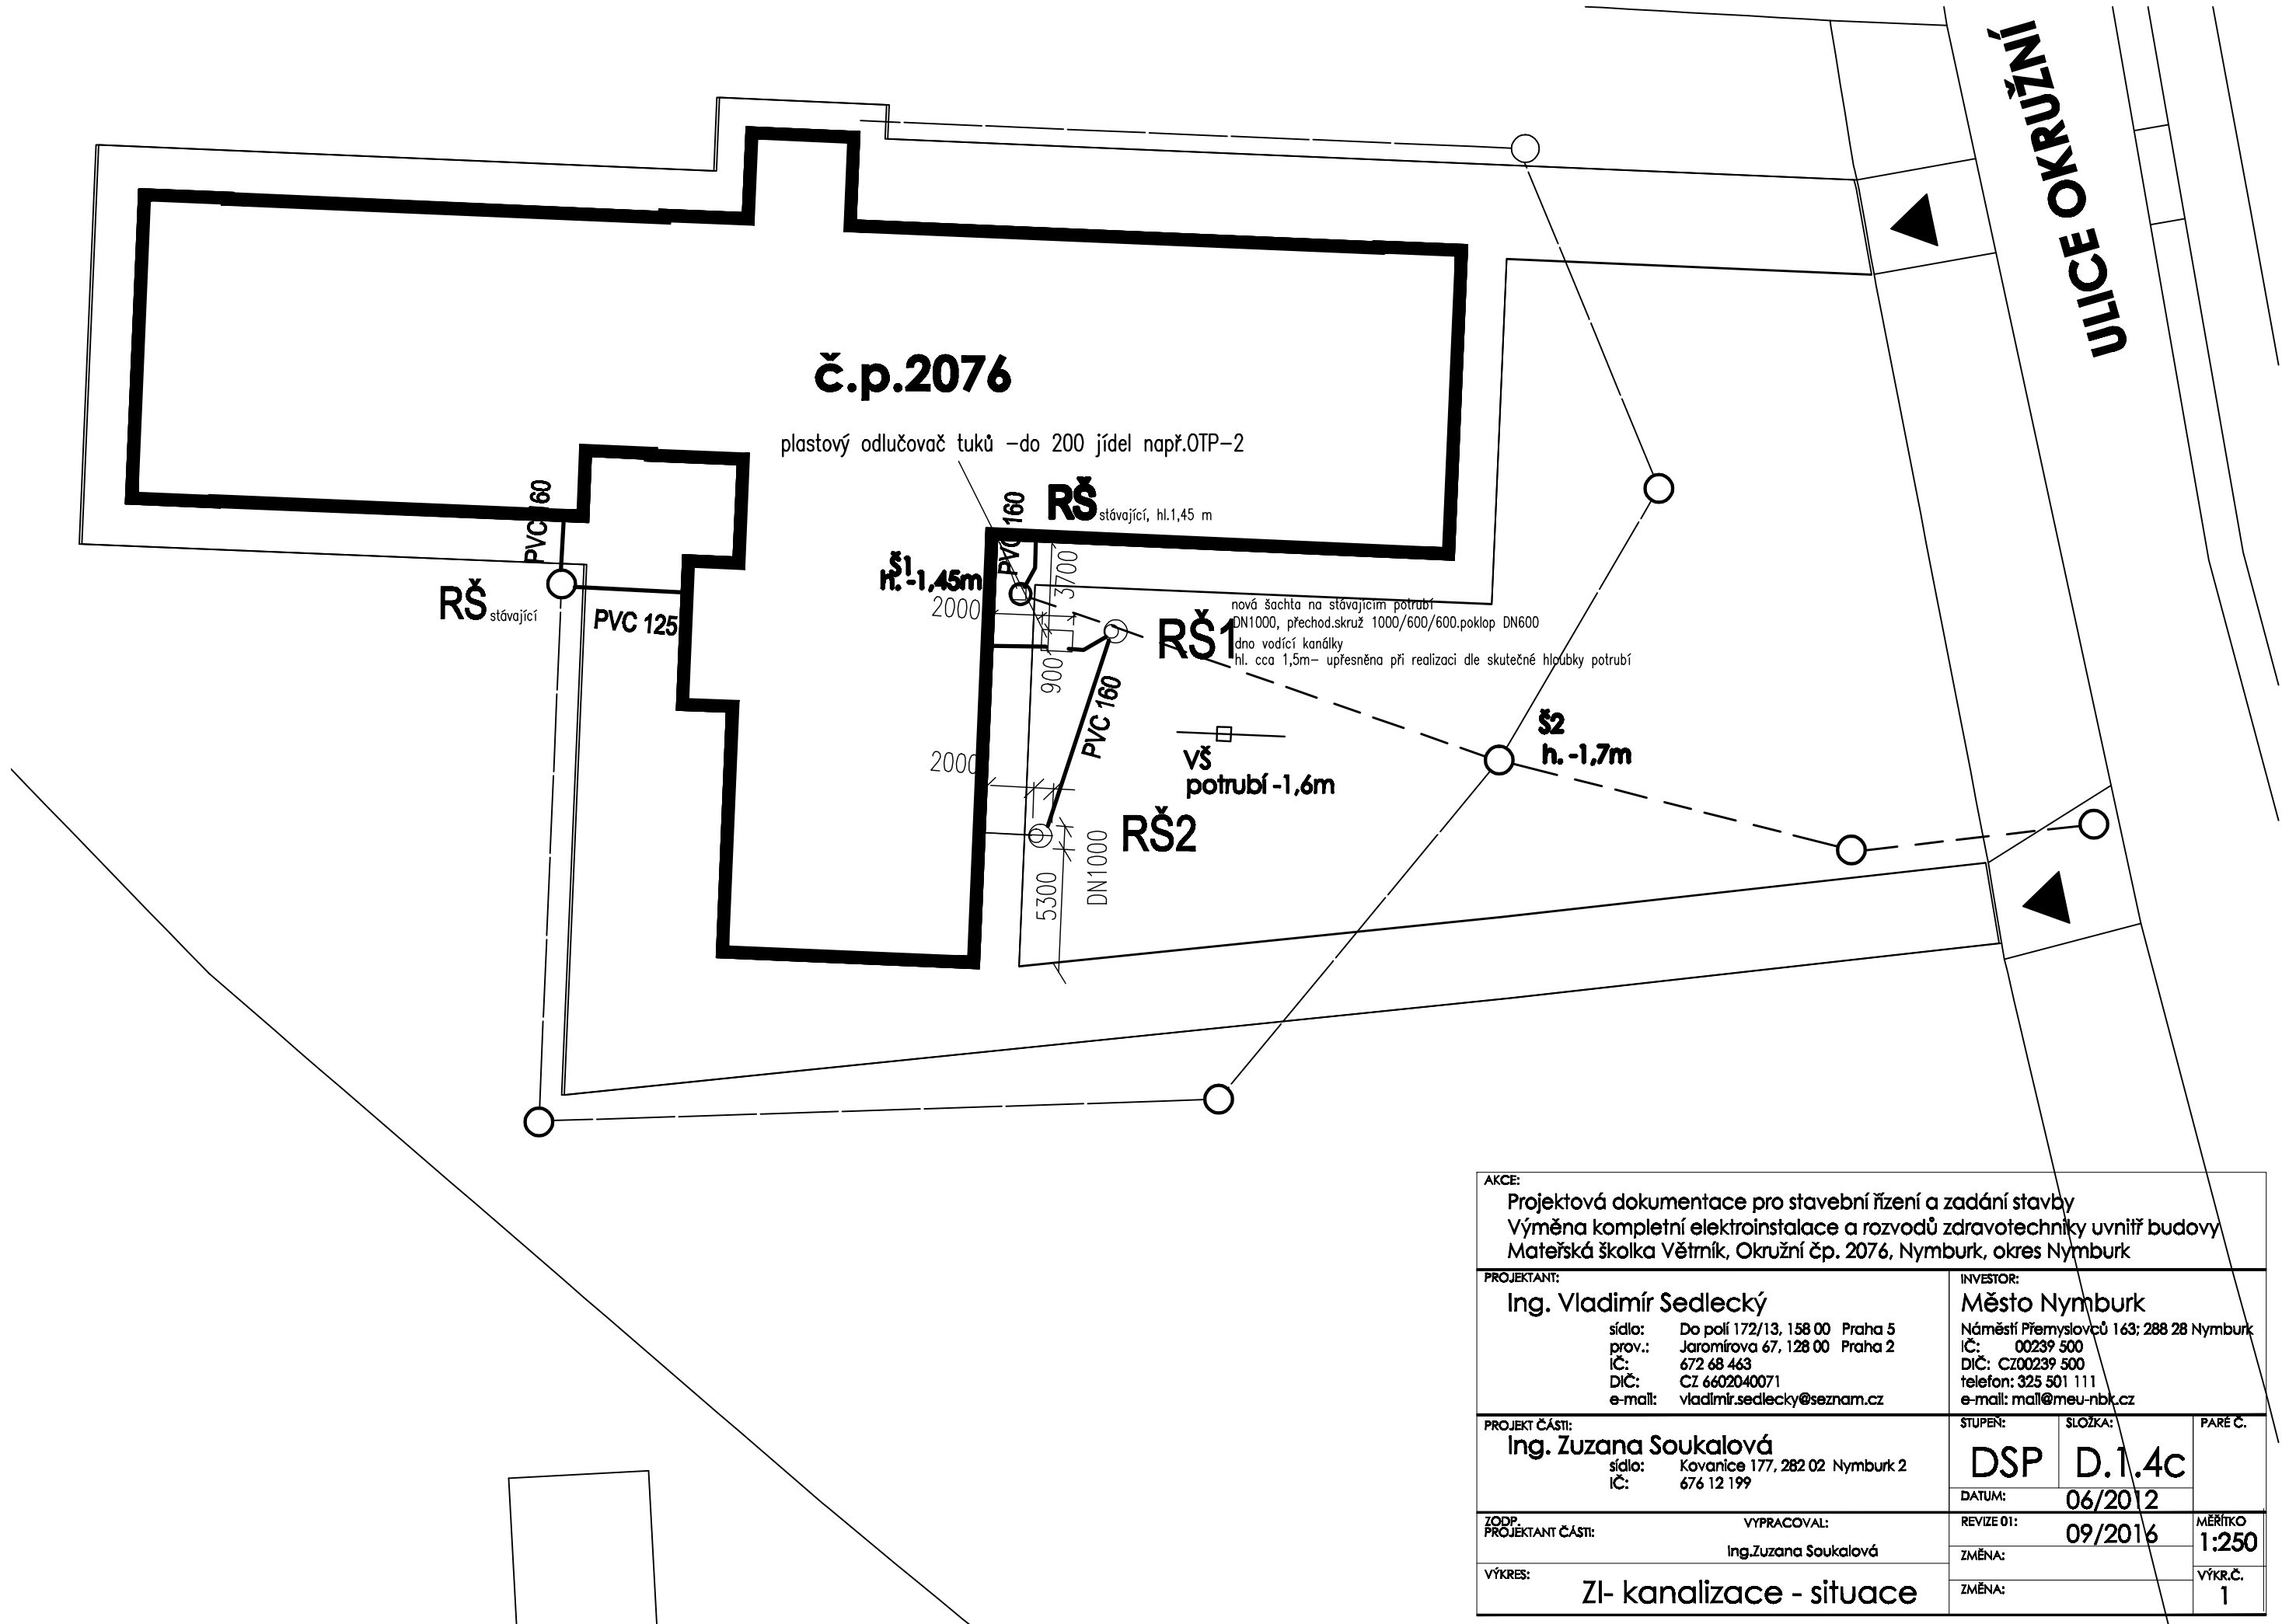 ULICE OKRUŽNÍ
č.p.2076
plastový odlučovač tuků -do 200 jídel např.OTP-2
PVC 160
PVC 160
RŠ stávající, hl.1,45 m
Š1
h. -1,45m
3700
2000
RŠ stávající
PVC 125
RŠ1
nová šachta na stávajícím potrubí
DN1000, přechod.skruž 1000/600/600.poklop DN600
dno vodící kanálky
hl. cca 1,5m- upřesněna při realizaci dle skutečné hloubky potrubí
900
PVC 160
Š2
h. -1,7m
VŠ
potrubí -1,6m
2000
RŠ2
DN1000
5300
AKCE:
Projektová dokumentace pro stavební řízení a zadání stavby
Výměna kompletní elektroinstalace a rozvodů zdravotechniky uvnitř budovy
Mateřská školka Větrník, Okružní čp. 2076, Nymburk, okres Nymburk
PROJEKTANT:
Ing. Vladimír Sedlecký
sídlo: Do polí 172/13, 158 00 Praha 5
prov.: Jaromírova 67, 128 00 Praha 2
IČ: 672 68 463
DIČ: CZ 6602040071
e-mail: vladimir.sedlecky@seznam.cz
INVESTOR:
Město Nymburk
Náměstí Přemyslovců 163; 288 28 Nymburk
IČ: 00239 500
DIČ: CZ00239 500
telefon: 325 501 111
e-mail: mail@meu-nbk.cz
PROJEKT ČÁSTI:
Ing. Zuzana Soukalová
sídlo: Kovanice 177, 282 02 Nymburk 2
IČ: 676 12 199
STUPEŇ:
DSP
SLOŽKA:
D.1.4c
PARÉ Č.
DATUM: 06/2012
ZODP.
PROJEKTANT ČÁSTI:
VYPRACOVAL:
Ing.Zuzana Soukalová
REVIZE 01: 09/2016
MĚŘÍTKO
1:250
ZMĚNA:
VÝKRES:
ZI- kanalizace - situace
ZMĚNA:
VÝKR.Č.
1